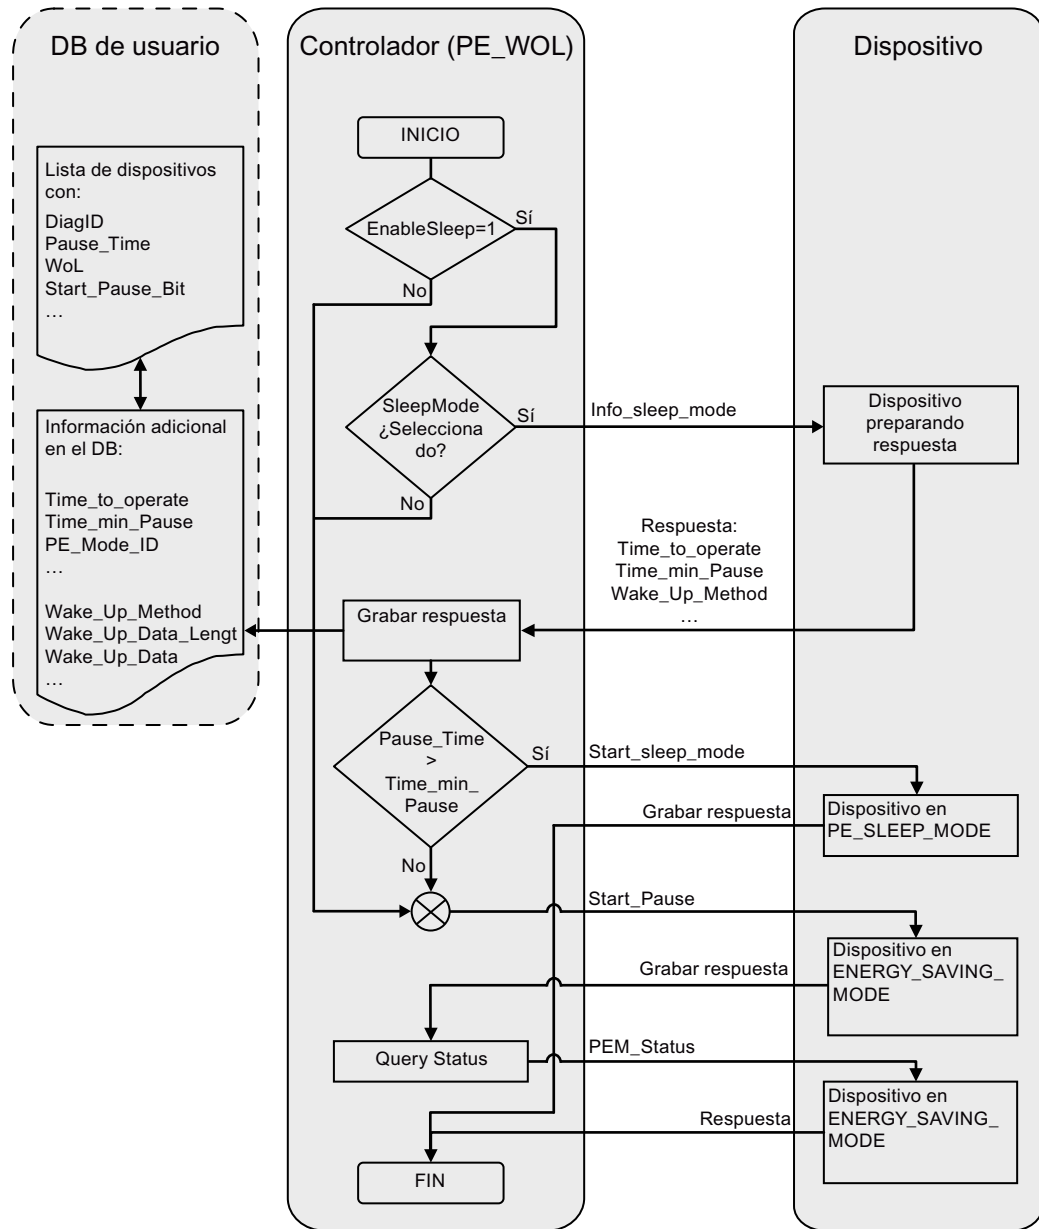 DB de usuario
Lista de dispositivos
con:
DiagID
Pause_Time
WoL
Start_Pause_Bit
…
Información adicional
en el DB:
Time_to_operate
Time_min_Pause
PE_Mode_ID
…
Wake_Up_Method
Wake_Up_Data_Lengt
Wake_Up_Data
…
Controlador (PE_WOL)
INICIO
EnableSleep=1
Sí
No
SleepMode
¿Selecciona
do?
Sí
No
Info_sleep_mode
Respuesta:
Time_to_operate
Time_min_Pause
Wake_Up_Method
…
Grabar respuesta
Pause_Time
>
Time_min_
Pause
Sí
No
Start_sleep_mode
Grabar respuesta
Start_Pause
Grabar respuesta
Query Status
PEM_Status
Respuesta
FIN
Dispositivo
Dispositivo
preparando
respuesta
Dispositivo en
PE_SLEEP_MODE
Dispositivo en
ENERGY_SAVING_
MODE
Dispositivo en
ENERGY_SAVING_
MODE